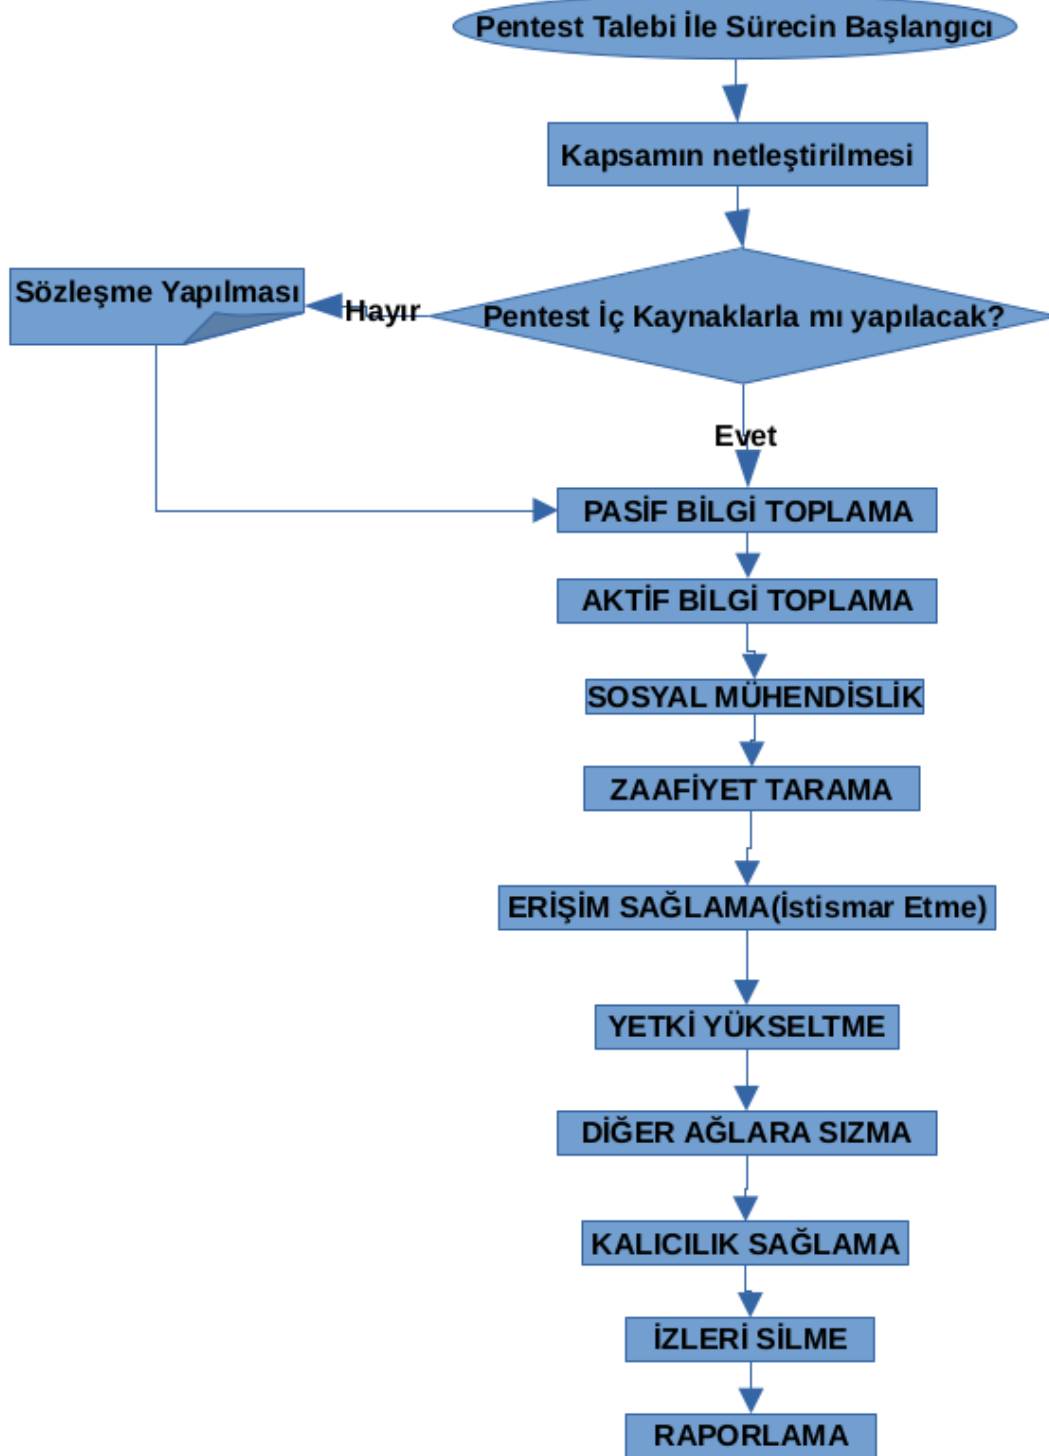 Pentest Talebi İle Sürecin Başlangıcı
Kapsamın netleştirilmesi
Sözleşme Yapılması
Hayır
Pentest İç Kaynaklarla mı yapılacak?
Evet
PASİF BİLGİ TOPLAMA
AKTİF BİLGİ TOPLAMA
SOSYAL MÜHENDİSLİK
ZAAFİYET TARAMA
ERİŞİM SAĞLAMA(İstismar Etme)
YETKİ YÜKSELTME
DİĞER AĞLARA SIZMA
KALICILIK SAĞLAMA
İZLERİ SİLME
RAPORLAMA